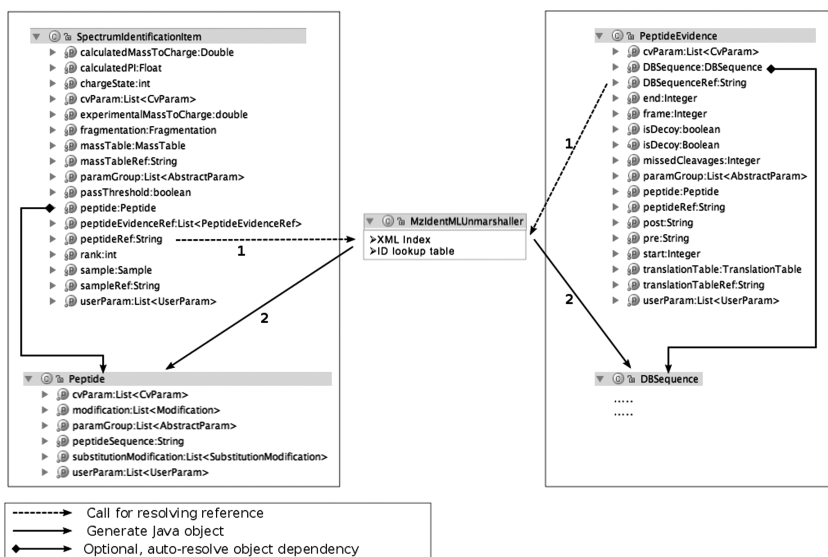 SpectrumIdentificationItem
calculatedMassToCharge:Double
calculatedPI:Float
chargeState:int
cvParam:List<CvParam>
experimentalMassToCharge:double
fragmentation:Fragmentation
massTable:MassTable
massTableRef:String
paramGroup:List<AbstractParam>
passThreshold:boolean
peptide:Peptide
peptideEvidenceRef:List<PeptideEvidenceRef>
peptideRef:String
rank:int
sample:Sample
sampleRef:String
userParam:List<UserParam>
1
2
Peptide
cvParam:List<CvParam>
modification:List<Modification>
paramGroup:List<AbstractParam>
peptideSequence:String
substitutionModification:List<SubstitutionModification>
userParam:List<UserParam>
MzIdentMLUnmarshaller
XML Index
ID lookup table
PeptideEvidence
cvParam:List<CvParam>
DBSequence:DBSequence
DBSequenceRef:String
end:Integer
frame:Integer
isDecoy:boolean
isDecoy:Boolean
missedCleavages:Integer
paramGroup:List<AbstractParam>
peptide:Peptide
peptideRef:String
post:String
pre:String
start:Integer
translationTable:TranslationTable
translationTableRef:String
userParam:List<UserParam>
1
2
DBSequence
.....
.....
Call for resolving reference
Generate Java object
Optional, auto-resolve object dependency